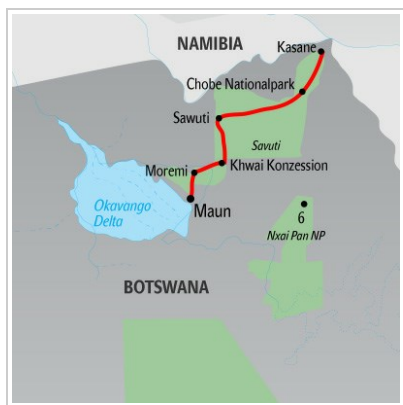 NAMIBIA
Kasane
Chobe Nationalpark
Sawuti
Savuti
Khwai Konzession
Moremi
Okavango
Delta
Maun
6
Nxai Pan NP
BOTSWANA